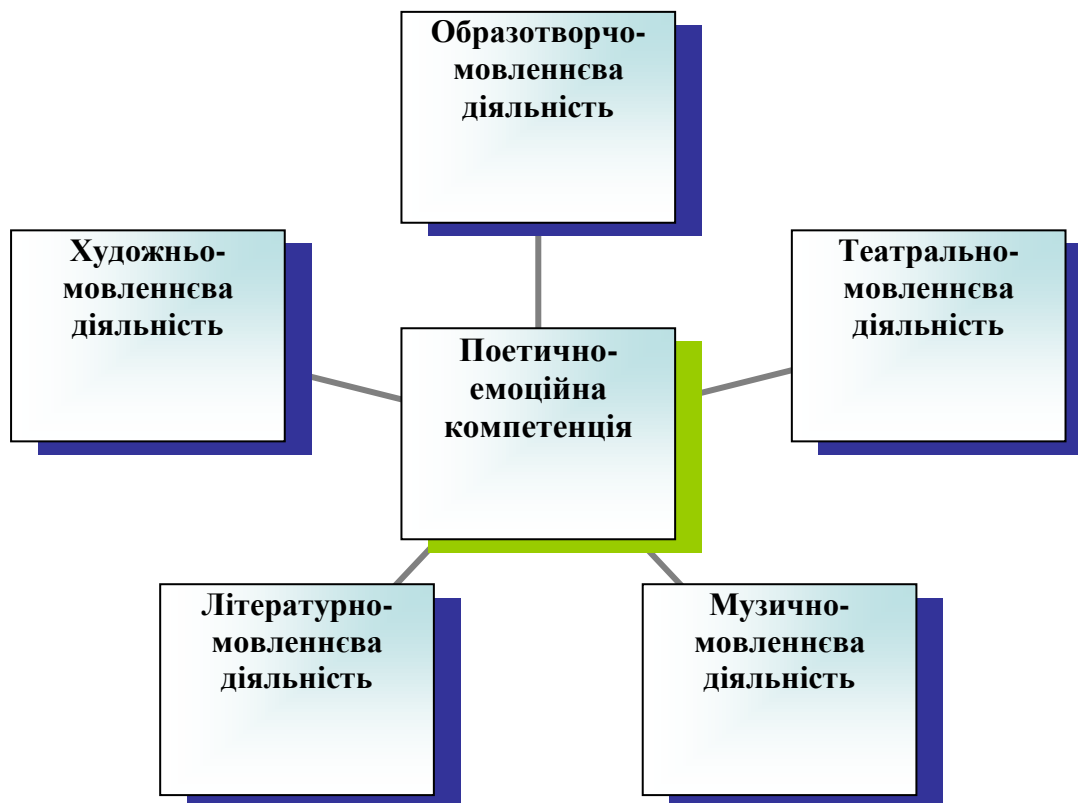 Образотворчо-
мовленнєва
діяльність
Художньо-
мовленнєва
діяльність
Театрально-
мовленнєва
діяльність
Поетично-
емоційна
компетенція
Літературно-
мовленнєва
діяльність
Музично-
мовленнєва
діяльність